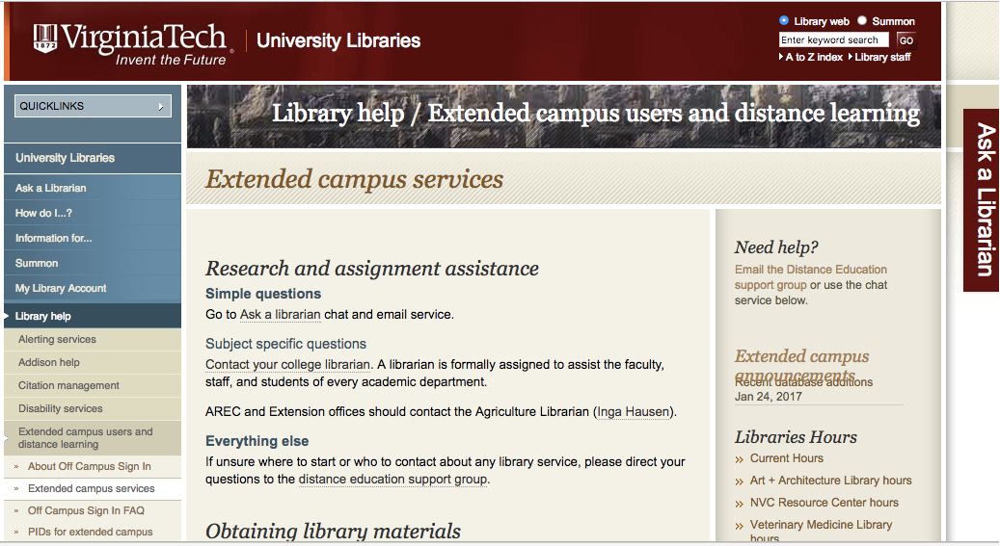 VirginiaTech
1872
Invent the Future
University Libraries
Library web Summon
Enter keyword search GO
A to Z index Library staff
QUICKLINKS
University Libraries
Ask a Librarian
How do I...?
Information for...
Summon
My Library Account
Library help
Alerting services
Addison help
Citation management
Disability services
Extended campus users and
distance learning
About Off Campus Sign In
Extended campus services
Off Campus Sign In FAQ
PIDs for extended campus
Library help / Extended campus users and distance learning
Extended campus services
Research and assignment assistance
Simple questions
Go to Ask a librarian chat and email service.
Subject specific questions
Contact your college librarian. A librarian is formally assigned to assist the faculty,
staff, and students of every academic department.
AREC and Extension offices should contact the Agriculture Librarian (Inga Hausen).
Everything else
If unsure where to start or who to contact about any library service, please direct your
questions to the distance education support group.
Obtaining library materials
Need help?
Email the Distance Education
support group or use the chat
service below.
Extended campus
announcements
Recent database additions
Jan 24, 2017
Libraries Hours
Current Hours
Art + Architecture Library hours
NVC Resource Center hours
Veterinary Medicine Library
hours
Ask a Librarian